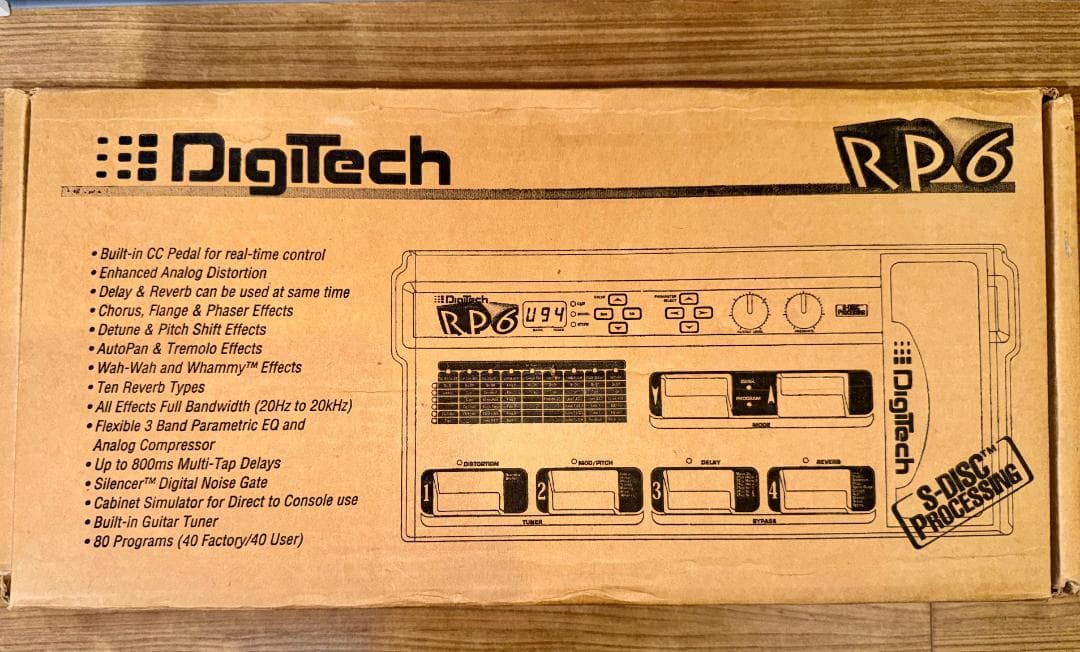 DigiTech
RP6
• Built-in CC Pedal for real-time control
• Enhanced Analog Distortion
• Delay & Reverb can be used at same time
• Chorus, Flange & Phaser Effects
• Detune & Pitch Shift Effects
• AutoPan & Tremolo Effects
• Wah-Wah and Whammy™ Effects
• Ten Reverb Types
• All Effects Full Bandwidth (20Hz to 20kHz)
• Flexible 3 Band Parametric EQ and
Analog Compressor
• Up to 800ms Multi-Tap Delays
• Silencer™ Digital Noise Gate
• Cabinet Simulator for Direct to Console use
• Built-in Guitar Tuner
• 80 Programs (40 Factory/40 User)
DigiTech
RP6
U94
PARAMETER
SELECT
PROGRAM
MODE
DISTORTION
MOD/PITCH
DELAY
REVERB
1
2
3
4
TUNER
BYPASS
DigiTech
S-DISC™
PROCESSING